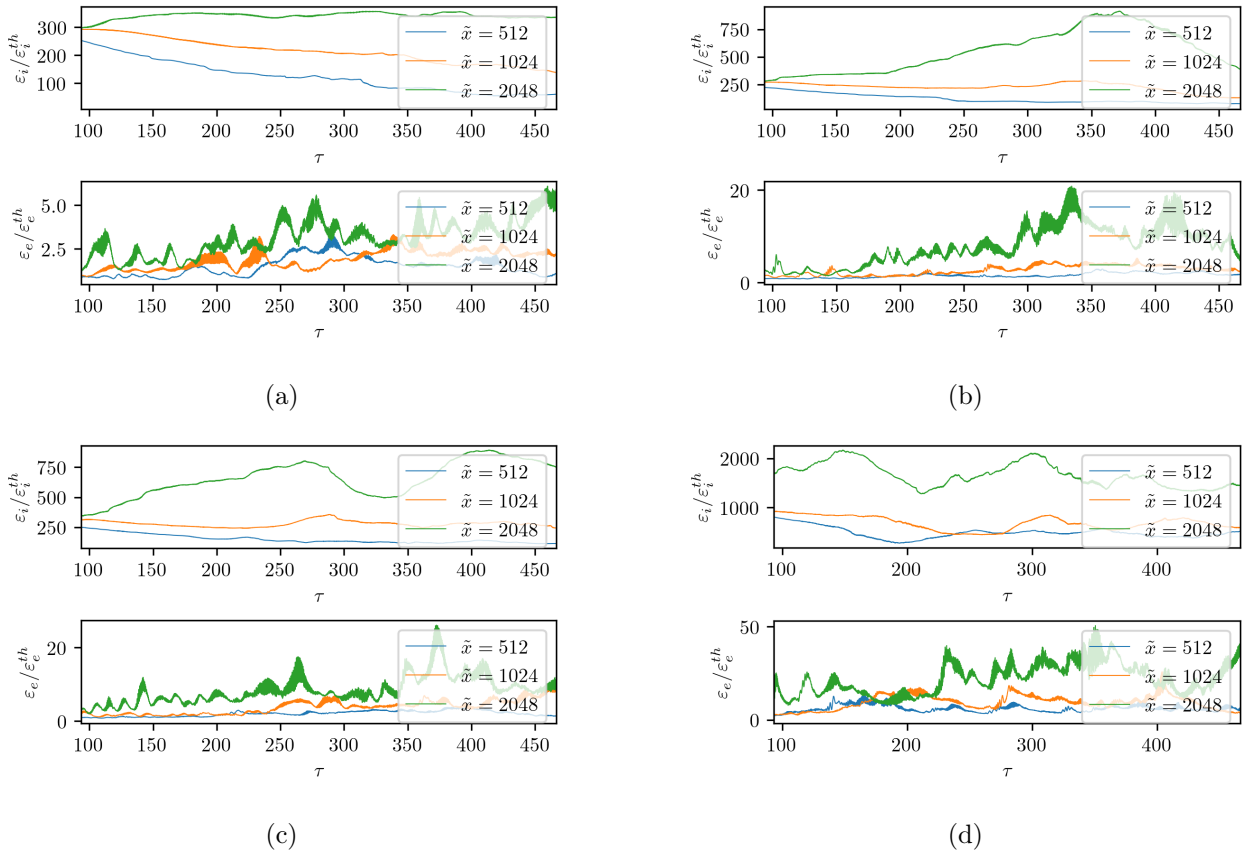 300
200
100
ε_i/ε_i^{th}
x̃ = 512
x̃ = 1024
x̃ = 2048
100 150 200 250 300 350 400 450
τ
5.0
2.5
ε_e/ε_e^{th}
x̃ = 512
x̃ = 1024
x̃ = 2048
100 150 200 250 300 350 400 450
τ
(a)
750
500
250
ε_i/ε_i^{th}
x̃ = 512
x̃ = 1024
x̃ = 2048
100 150 200 250 300 350 400 450
τ
20
10
0
ε_e/ε_e^{th}
x̃ = 512
x̃ = 1024
x̃ = 2048
100 150 200 250 300 350 400 450
τ
(b)
750
500
250
ε_i/ε_i^{th}
x̃ = 512
x̃ = 1024
x̃ = 2048
100 150 200 250 300 350 400 450
τ
20
0
ε_e/ε_e^{th}
x̃ = 512
x̃ = 1024
x̃ = 2048
100 150 200 250 300 350 400 450
τ
(c)
2000
1000
ε_i/ε_i^{th}
x̃ = 512
x̃ = 1024
x̃ = 2048
100 200 300 400
τ
50
25
0
ε_e/ε_e^{th}
x̃ = 512
x̃ = 1024
x̃ = 2048
100 200 300 400
τ
(d)